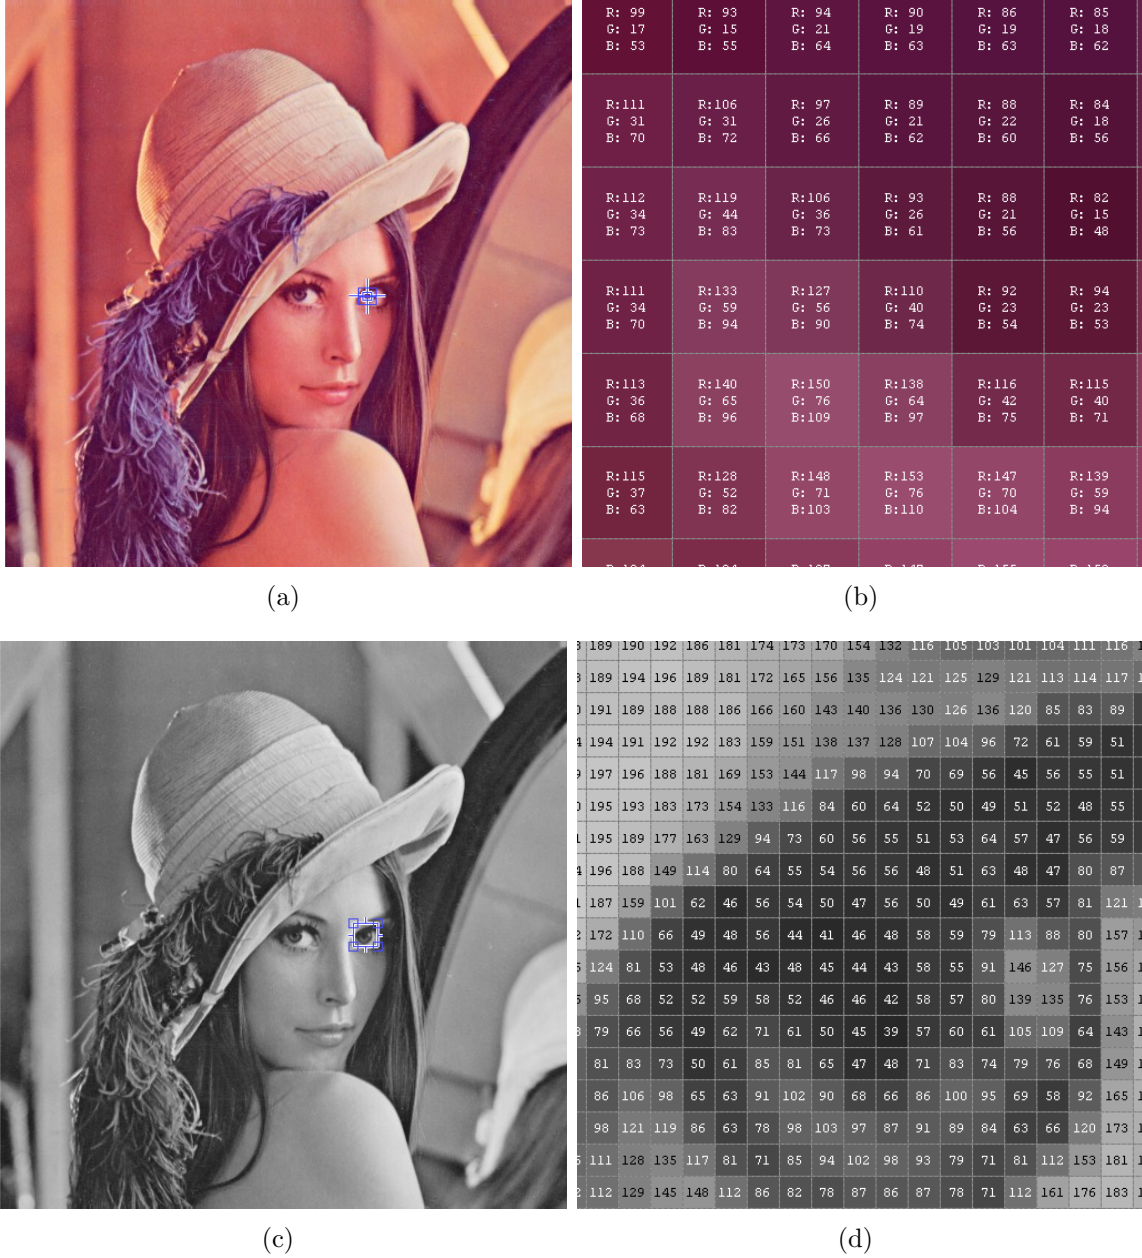 R: 99 R: 93 R: 94 R: 90 R: 86 R: 85
G: 17 G: 15 G: 21 G: 19 G: 19 G: 18
B: 53 B: 55 B: 64 B: 63 B: 63 B: 62
R:111 R:106 R: 97 R: 89 R: 88 R: 84
G: 31 G: 31 G: 26 G: 21 G: 22 G: 18
B: 70 B: 72 B: 66 B: 62 B: 60 B: 56
R:112 R:119 R:106 R: 93 R: 88 R: 82
G: 34 G: 44 G: 36 G: 26 G: 21 G: 15
B: 73 B: 83 B: 73 B: 61 B: 56 B: 48
R:111 R:133 R:127 R:110 R: 92 R: 94
G: 34 G: 59 G: 56 G: 40 G: 23 G: 23
B: 70 B: 94 B: 90 B: 74 B: 54 B: 53
R:113 R:140 R:150 R:138 R:116 R:115
G: 36 G: 65 G: 76 G: 64 G: 42 G: 40
B: 68 B: 96 B:109 B: 97 B: 75 B: 71
R:115 R:128 R:148 R:153 R:147 R:139
G: 37 G: 52 G: 71 G: 76 G: 70 G: 59
B: 63 B: 82 B:103 B:110 B:104 B: 94
(a) (b)
189 190 192 186 181 174 173 170 154 132 116 105 103 101 104 111 116
189 194 196 189 181 172 165 156 135 124 121 125 129 121 113 114 117
191 189 188 188 186 166 160 143 140 136 130 126 136 120 85 83 89
194 191 192 192 183 159 151 138 137 128 107 104 96 72 61 59 51
197 196 188 181 169 153 144 117 98 94 70 69 56 45 56 55 51
195 193 183 173 154 133 116 84 60 64 52 50 49 51 52 48 55
195 189 177 163 129 94 73 60 56 55 51 53 64 57 47 56 59
196 188 149 114 80 64 55 54 56 56 48 51 63 48 47 80 87
187 159 101 62 46 56 54 50 47 56 50 49 61 63 57 81 121
172 110 66 49 48 56 44 41 46 48 58 59 79 113 88 80 157
124 81 53 48 46 43 48 45 44 43 58 55 91 146 127 75 156
95 68 52 52 59 58 52 46 46 42 58 57 80 139 135 76 153
79 66 56 49 62 71 61 50 45 39 57 60 61 105 109 64 143
81 83 73 50 61 85 81 65 47 48 71 83 74 79 76 68 149
86 106 98 65 63 91 102 90 68 66 86 100 95 69 58 92 165
98 121 119 86 63 78 98 103 97 87 91 89 84 63 66 120 173
111 128 135 117 81 71 85 94 102 98 93 79 71 81 112 153 181
112 129 145 148 112 86 82 78 87 86 87 78 71 112 161 176 183
(c) (d)